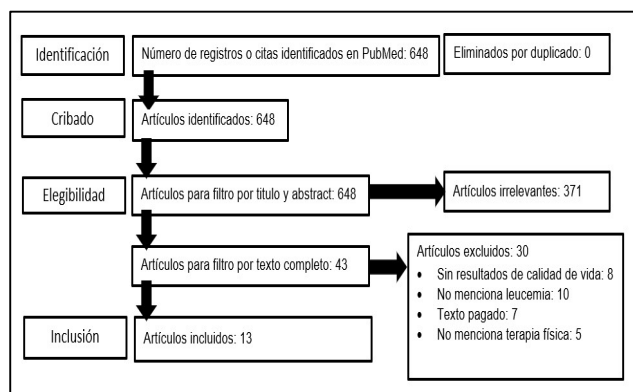 Identificación
Número de registros o citas identificados en PubMed: 648
Eliminados por duplicado: 0
Cribado
Artículos identificados: 648
Elegibilidad
Artículos para filtro por titulo y abstract: 648
Artículos irrelevantes: 371
Artículos para filtro por texto completo: 43
Artículos excluidos: 30
• Sin resultados de calidad de vida: 8
• No menciona leucemia: 10
• Texto pagado: 7
• No menciona terapia física: 5
Inclusión
Artículos incluidos: 13